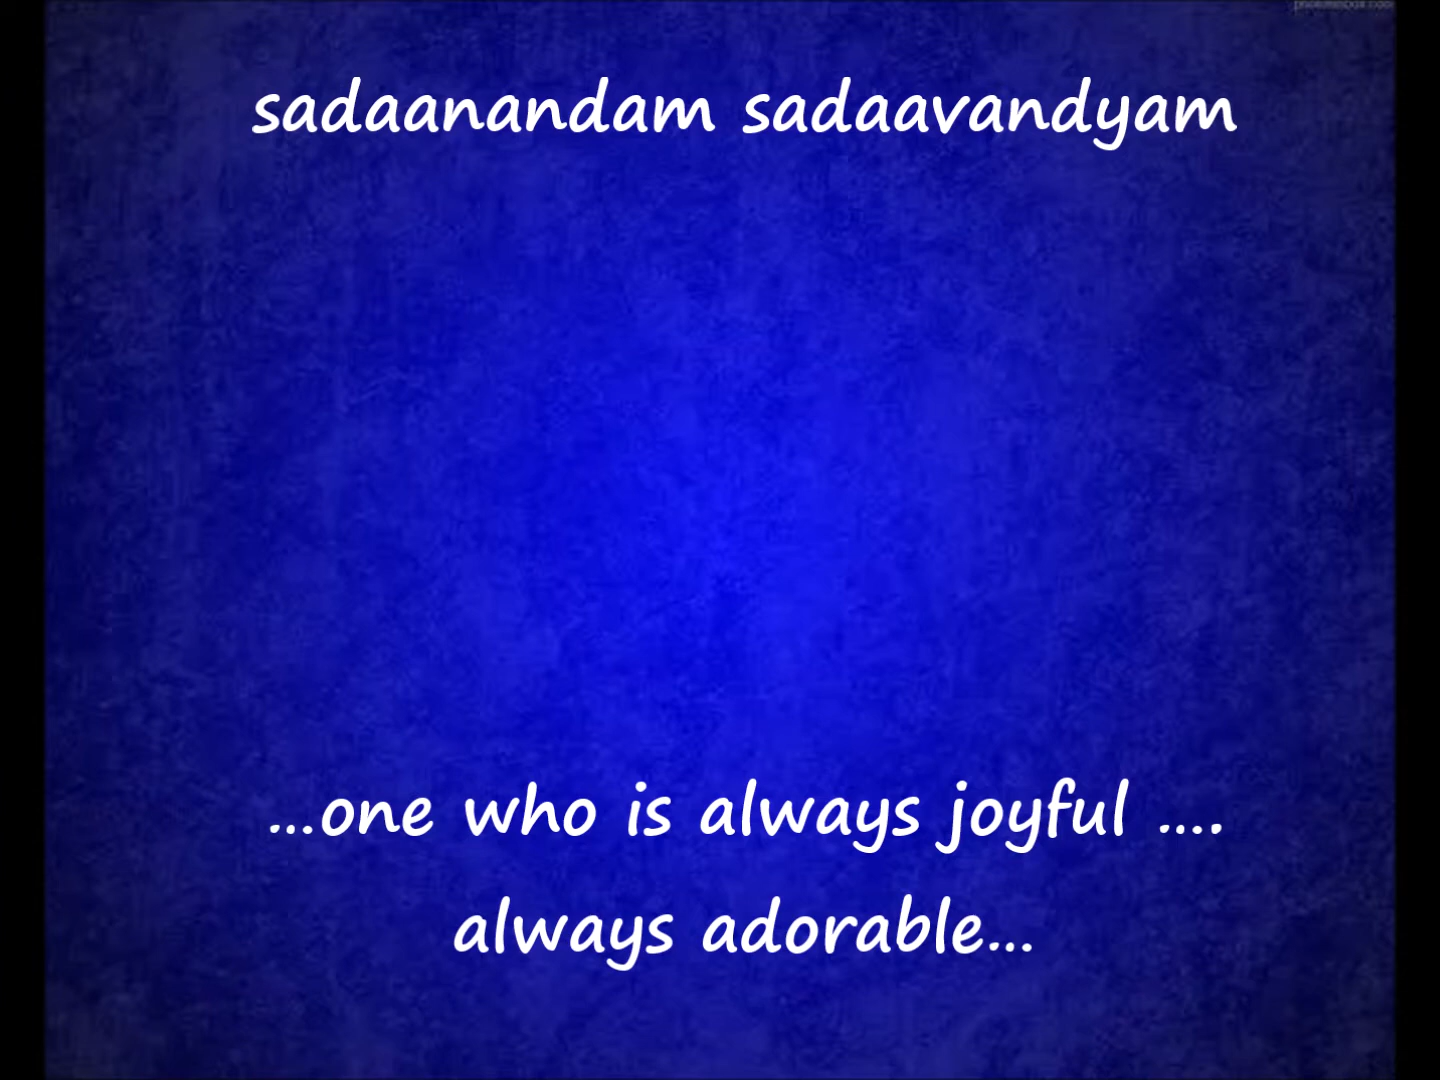 sadaanandam sadaavandyam
...one who is always joyful ....
always adorable...